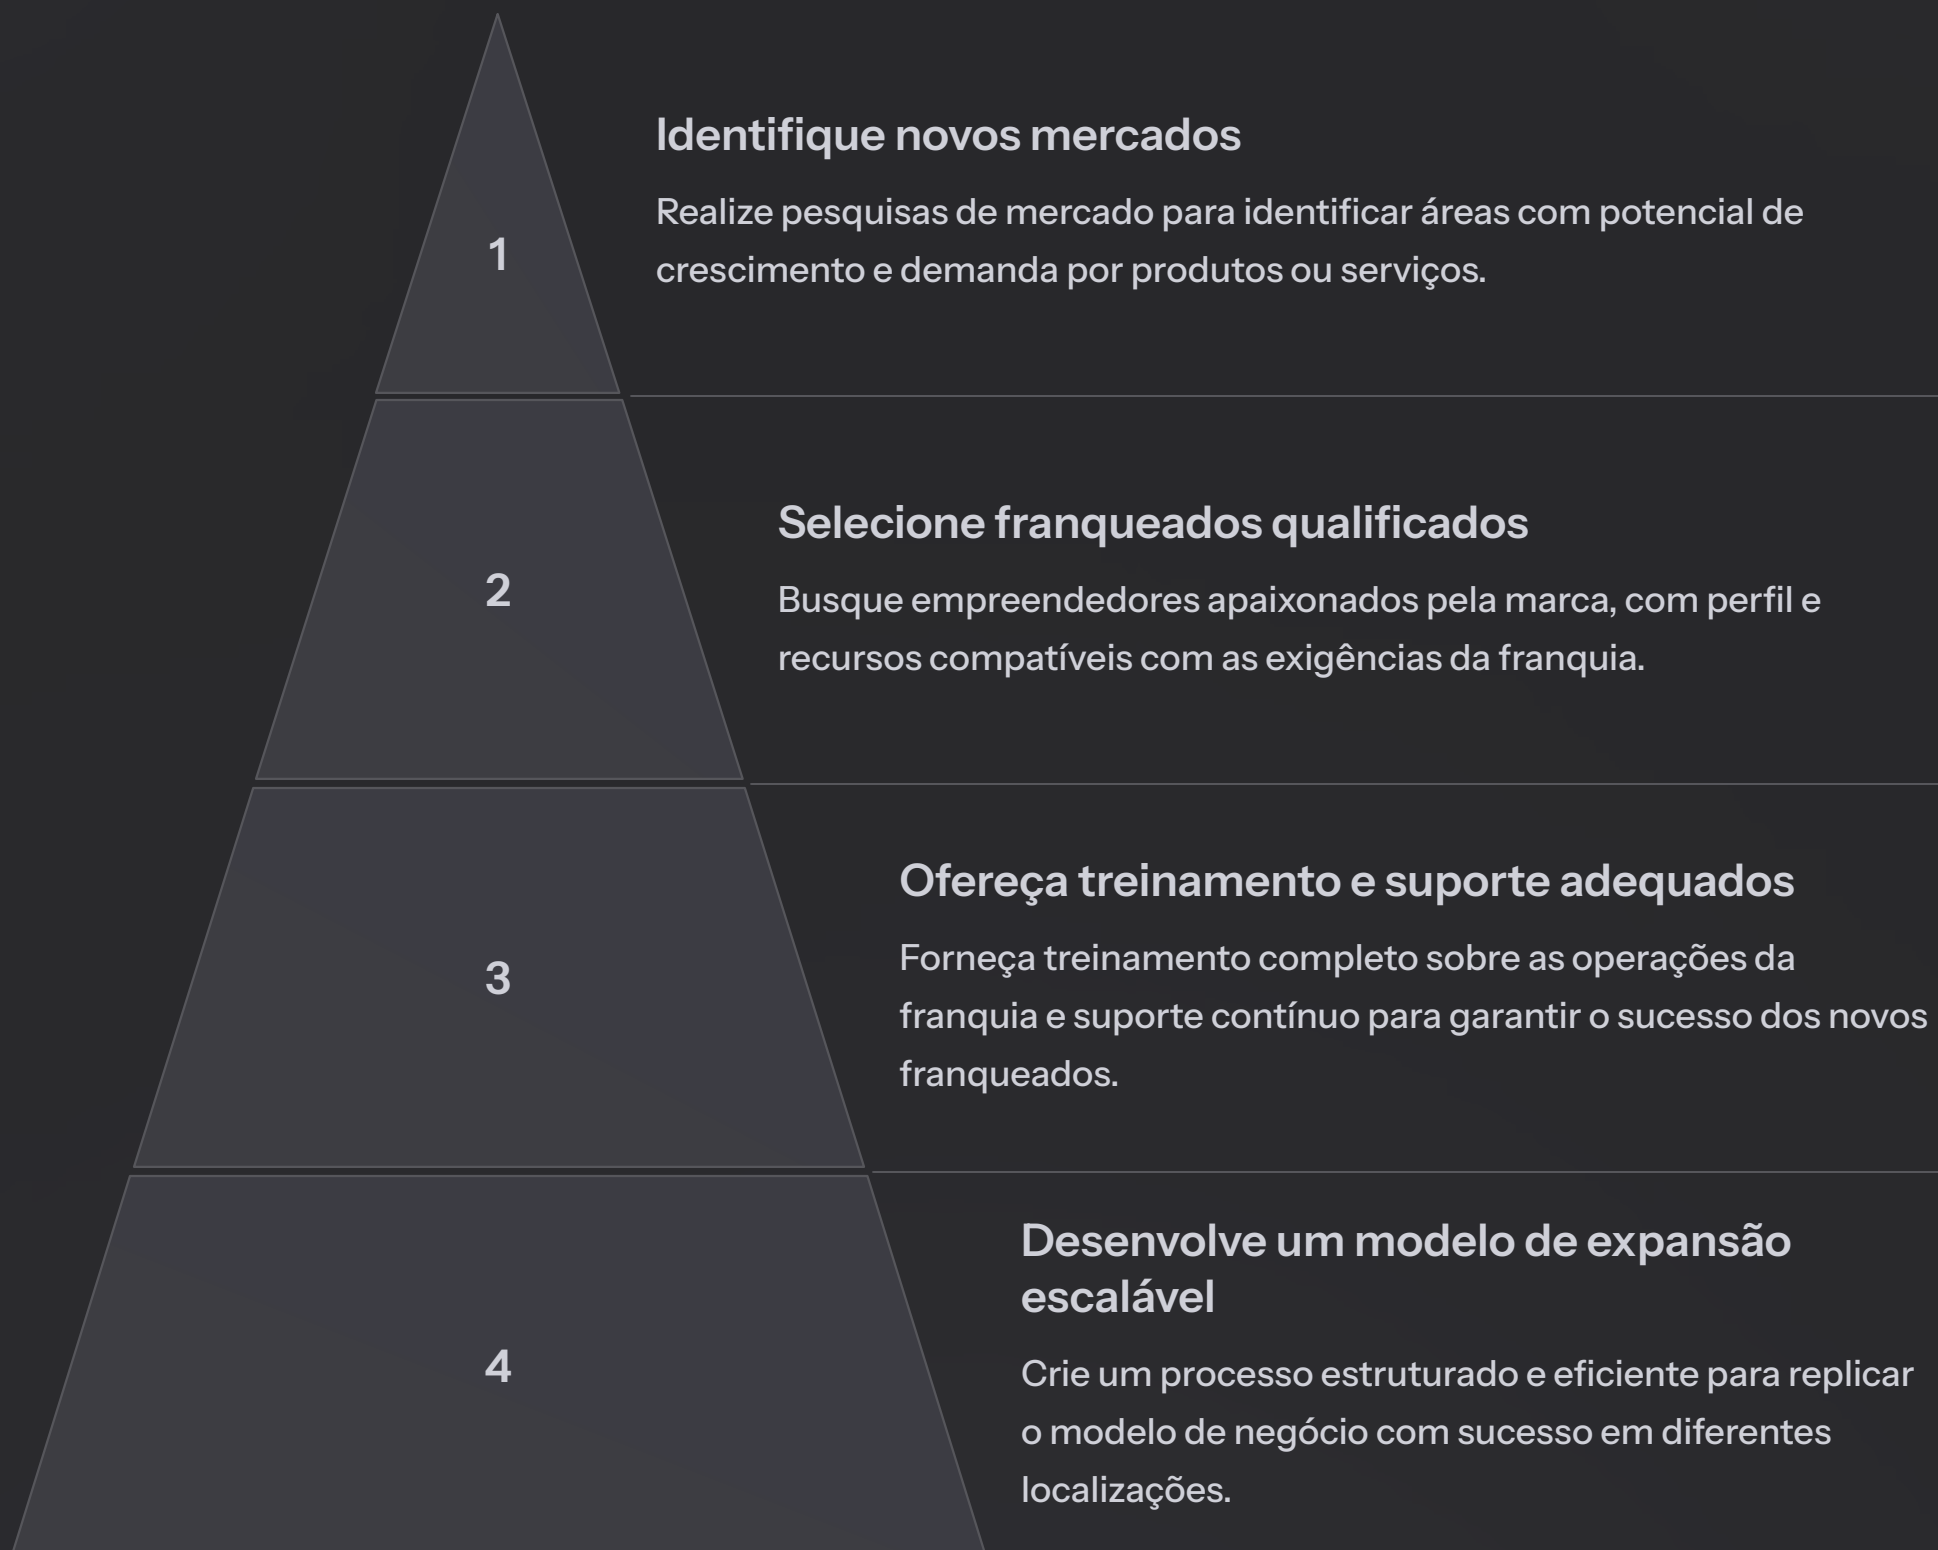 Identifique novos mercados
Realize pesquisas de mercado para identificar áreas com potencial de
crescimento e demanda por produtos ou serviços.
1
Selecione franqueados qualificados
Busque empreendedores apaixonados pela marca, com perfil e
recursos compatíveis com as exigências da franquia.
2
Ofereça treinamento e suporte adequados
Forneça treinamento completo sobre as operações da
franquia e suporte contínuo para garantir o sucesso dos novos
franqueados.
3
Desenvolve um modelo de expansão
escalável
Crie um processo estruturado e eficiente para replicar
o modelo de negócio com sucesso em diferentes
localizações.
4